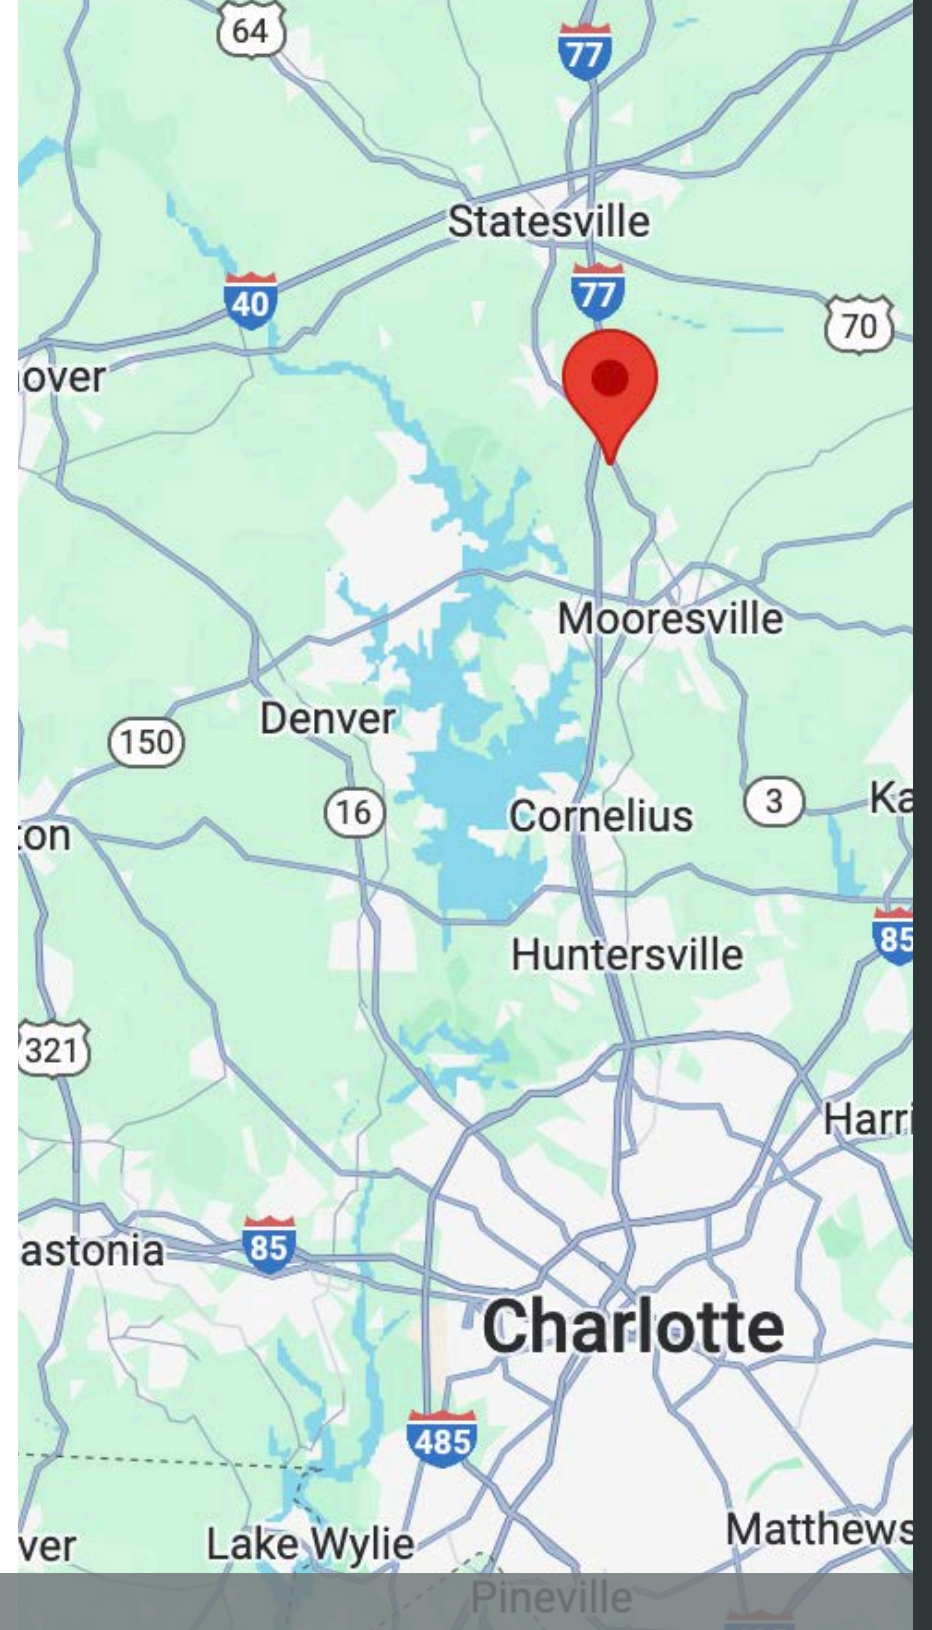 64
77
Statesville
40
77
70
over
Mooresville
Denver
150
16
Cornelius
3
Ka
ton
85
Huntersville
321
Harri
astonia
85
Charlotte
485
Matthews
ver
Lake Wylie
Pineville